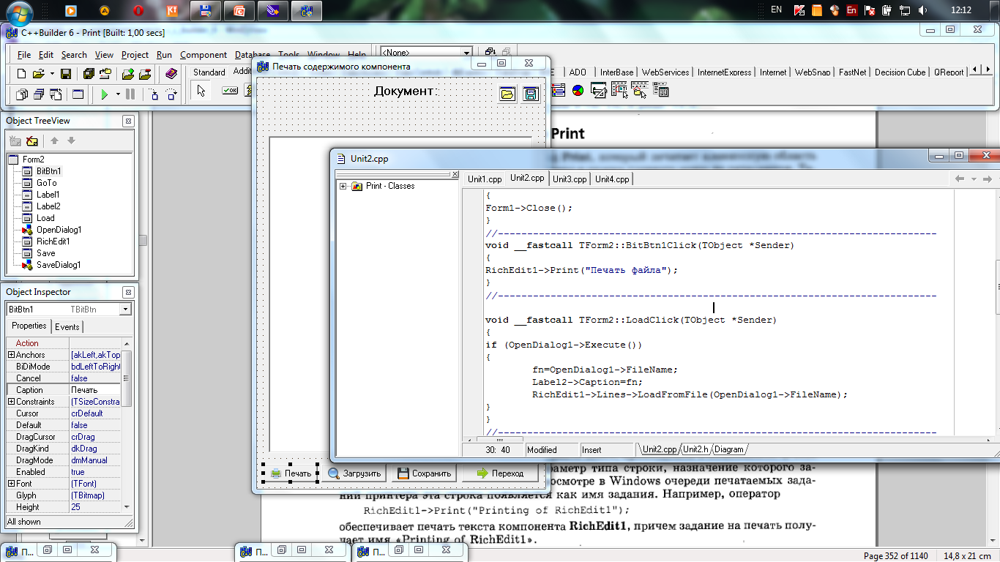 EN
12:12
C++Builder 6 - Print [Built: 1,00 secs]
File Edit Search View Project Run Component Database Tools Window Help
<None>
Standard
ADO InterBase WebServices InternetExpress Internet WebSnap FastNet Decision Cube QReport
Печать содержимого компонента
Документ:
Object TreeView
Form2
BitBtn1
GoTo
Label1
Label2
Load
OpenDialog1
RichEdit1
Save
SaveDialog1
Print
Unit2.cpp
Print - Classes
Unit1.cpp Unit2.cpp Unit3.cpp Unit4.cpp
{
Form1->Close();
}
//---------------------------------------------------------------------------
void __fastcall TForm2::BitBtn1Click(TObject *Sender)
{
RichEdit1->Print("Печать файла");
}
//---------------------------------------------------------------------------
void __fastcall TForm2::LoadClick(TObject *Sender)
{
if (OpenDialog1->Execute())
{
fn=OpenDialog1->FileName;
Label2->Caption=fn;
RichEdit1->Lines->LoadFromFile(OpenDialog1->FileName);
}
}
//---------------------------------------------------------------------------
30: 40 Modified Insert Unit2.cpp Unit2.h Diagram
Object Inspector
BitBtn1 TBitBtn
Properties Events
Action
Anchors [akLeft,akTop
BiDiMode bdLeftToRigh
Cancel false
Caption Печать
Constraints (TSizeConstra
Cursor crDefault
Default false
DragCursor crDrag
DragKind dkDrag
DragMode dmManual
Enabled true
Font (TFont)
Glyph (TBitmap)
Height 25
All shown
Печать Загрузить Сохранить Переход
аметр типа строки, назначение которого за-
осмотре в Windows очереди печатаемых зада-
ний принтера эта строка появляется как имя задания. Например, оператор
RichEdit1->Print("Printing of RichEdit1");
обеспечивает печать текста компонента RichEdit1, причем задание на печать полу-
чает имя «Printing of RichEdit1».
П... П... П...
Page 352 of 1140 14,8 x 21 cm